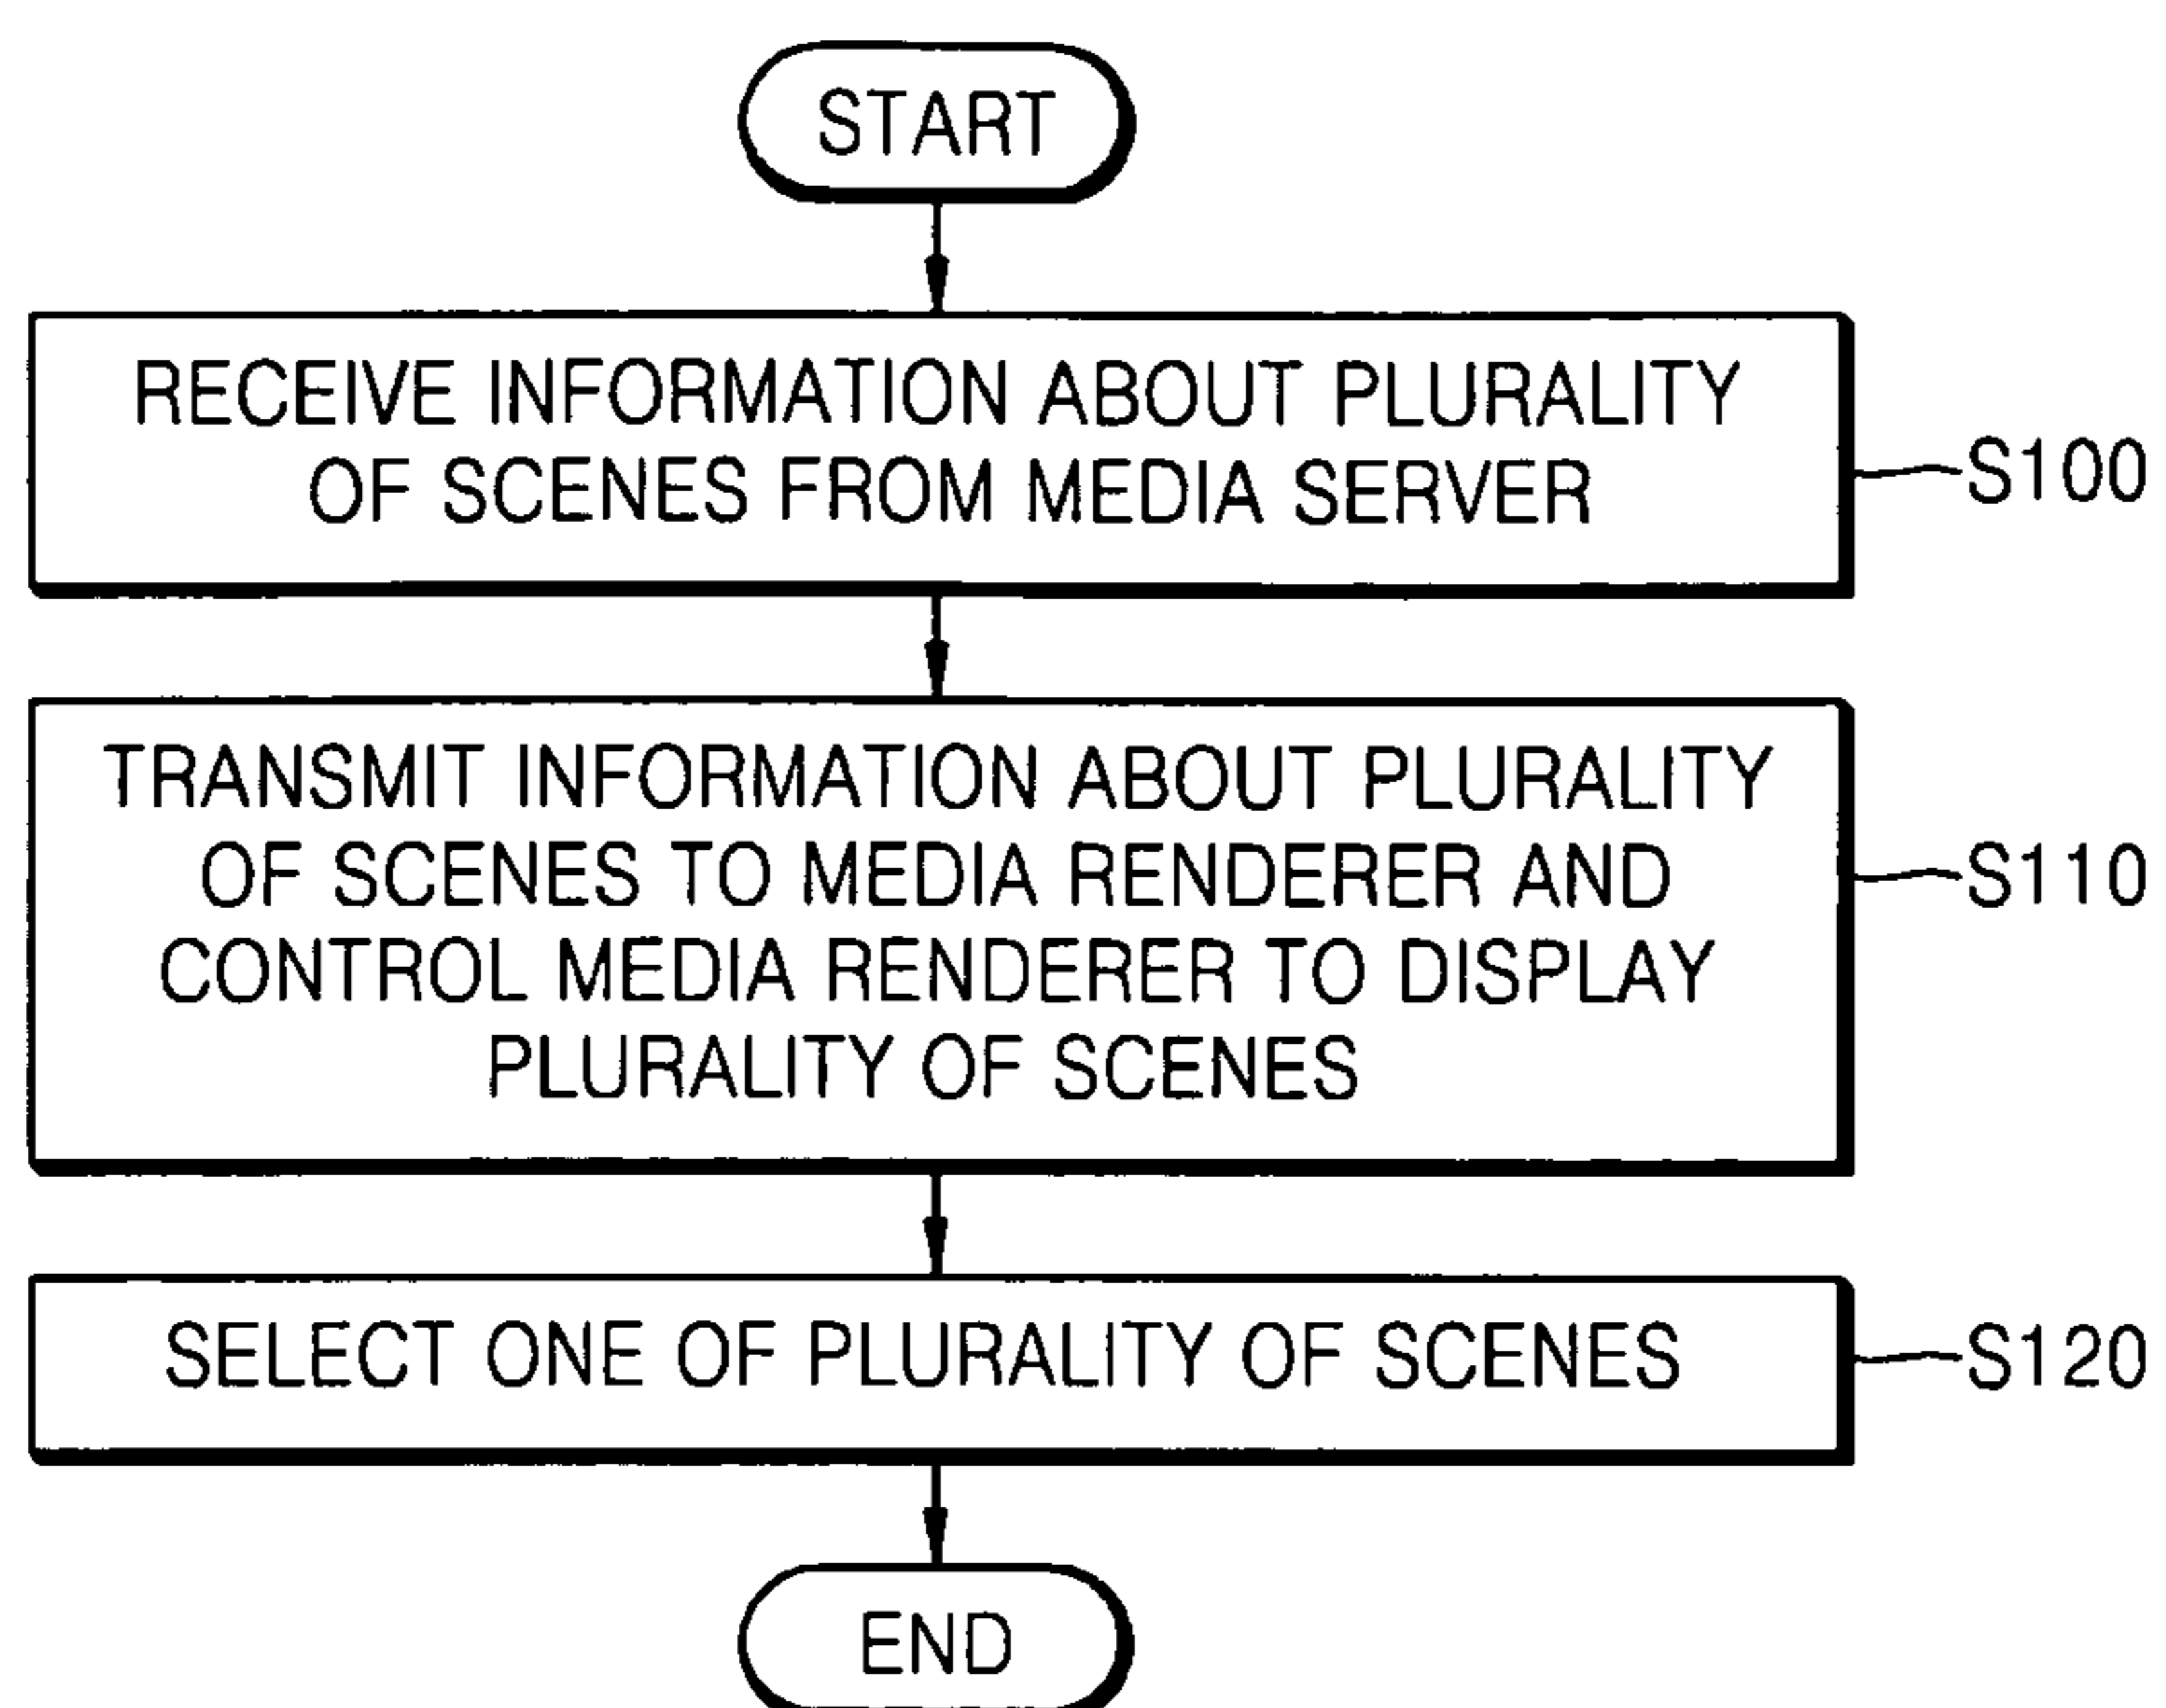 START
RECEIVE INFORMATION ABOUT PLURALITY
OF SCENES FROM MEDIA SERVER
S100
TRANSMIT INFORMATION ABOUT PLURALITY
OF SCENES TO MEDIA RENDERER AND
CONTROL MEDIA RENDERER TO DISPLAY
PLURALITY OF SCENES
S110
SELECT ONE OF PLURALITY OF SCENES
S120
END